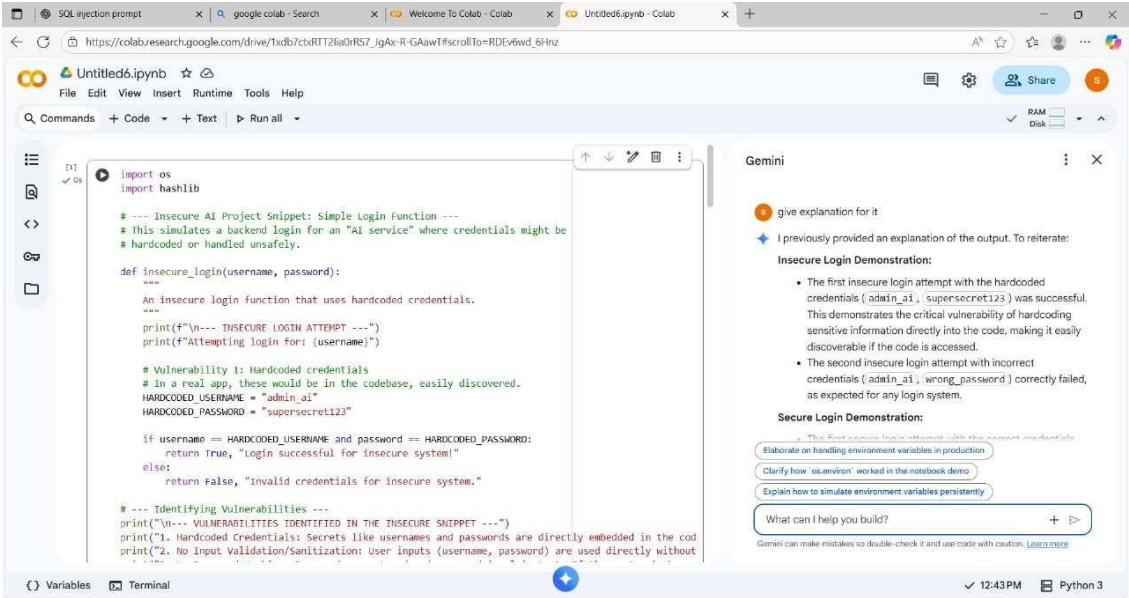 SQL injection prompt
google colab - Search
Welcome To Colab - Colab
Untitled6.ipynb - Colab
https://colab.research.google.com/drive/1xdb7ctxRTT2Iia0rRS7_JgAx-R-GAawT#scrollTo=RDEv6wd_6Hnz
Untitled6.ipynb
File Edit View Insert Runtime Tools Help
Share
S
Commands + Code + Text Run all
RAM
Disk
[1]
0s
import os
import hashlib
# --- Insecure AI Project Snippet: Simple Login Function ---
# This simulates a backend login for an "AI service" where credentials might be
# hardcoded or handled unsafely.
def insecure_login(username, password):
"""
An insecure login function that uses hardcoded credentials.
"""
print(f"\n--- INSECURE LOGIN ATTEMPT ---")
print(f"Attempting login for: {username}")
# Vulnerability 1: Hardcoded credentials
# In a real app, these would be in the codebase, easily discovered.
HARDCODED_USERNAME = "admin_ai"
HARDCODED_PASSWORD = "supersecret123"
if username == HARDCODED_USERNAME and password == HARDCODED_PASSWORD:
return True, "Login successful for insecure system!"
else:
return False, "Invalid credentials for insecure system."
# --- Identifying Vulnerabilities ---
print("\n--- VULNERABILITIES IDENTIFIED IN THE INSECURE SNIPPET ---")
print("1. Hardcoded Credentials: Secrets like usernames and passwords are directly embedded in the cod
print("2. No Input Validation/Sanitization: User inputs (username, password) are used directly without
Gemini
S give explanation for it
I previously provided an explanation of the output. To reiterate:
Insecure Login Demonstration:
• The first insecure login attempt with the hardcoded
credentials ( admin_ai , supersecret123 ) was successful.
This demonstrates the critical vulnerability of hardcoding
sensitive information directly into the code, making it easily
discoverable if the code is accessed.
• The second insecure login attempt with incorrect
credentials ( admin_ai , wrong_password ) correctly failed,
as expected for any login system.
Secure Login Demonstration:
• The first secure login attempt with the correct credentials
Elaborate on handling environment variables in production
Clarify how `os.environ` worked in the notebook demo
Explain how to simulate environment variables persistently
What can I help you build?
Gemini can make mistakes so double-check it and use code with caution. Learn more
{} Variables Terminal
12:43 PM Python 3